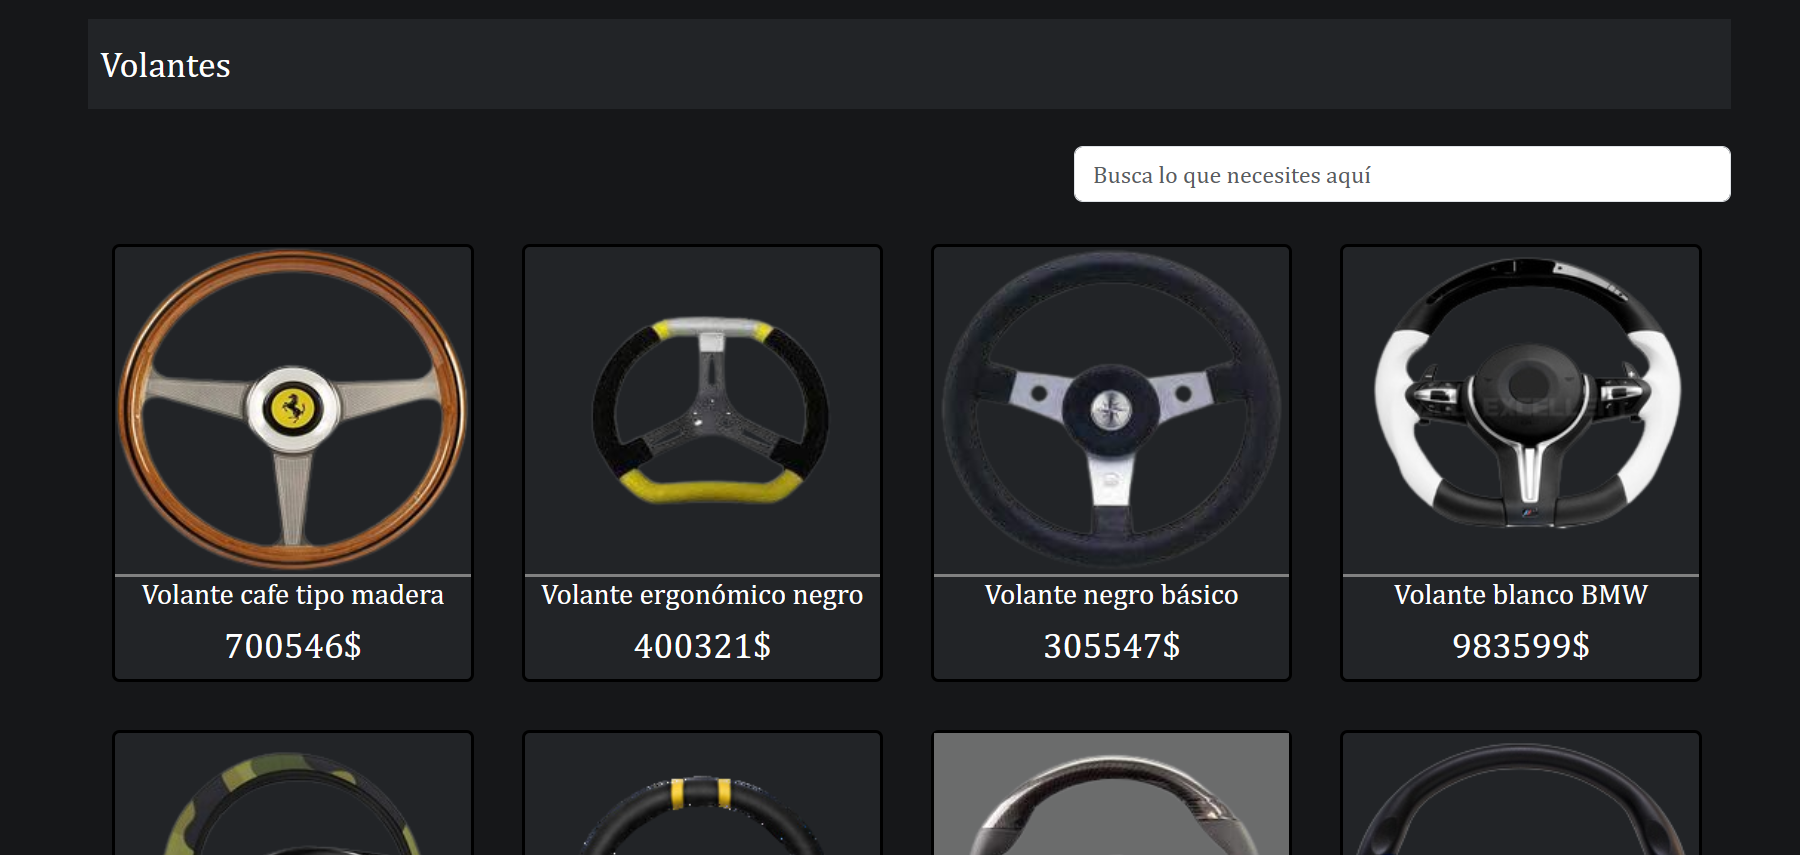 Volantes
Busca lo que necesites aquí
Volante cafe tipo madera
700546$
Volante ergonómico negro
400321$
Volante negro básico
305547$
Volante blanco BMW
983599$